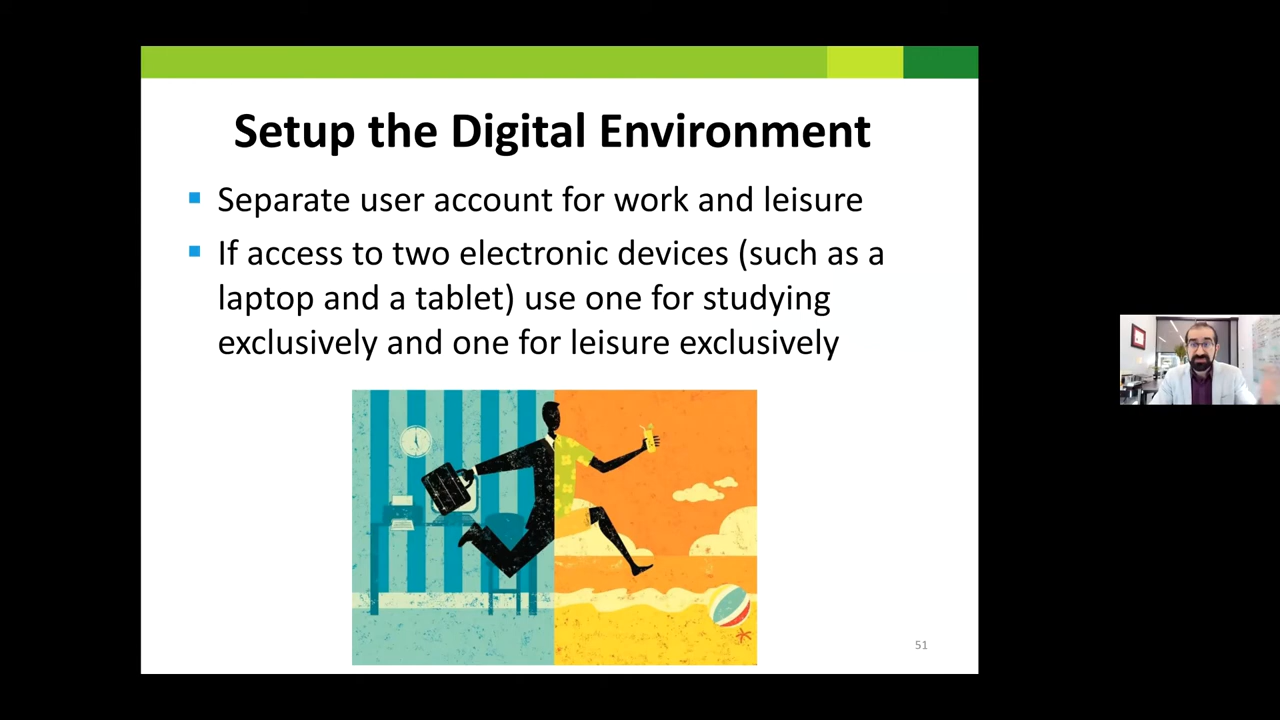 Setup the Digital Environment
Separate user account for work and leisure
If access to two electronic devices (such as a
laptop and a tablet) use one for studying
exclusively and one for leisure exclusively
51